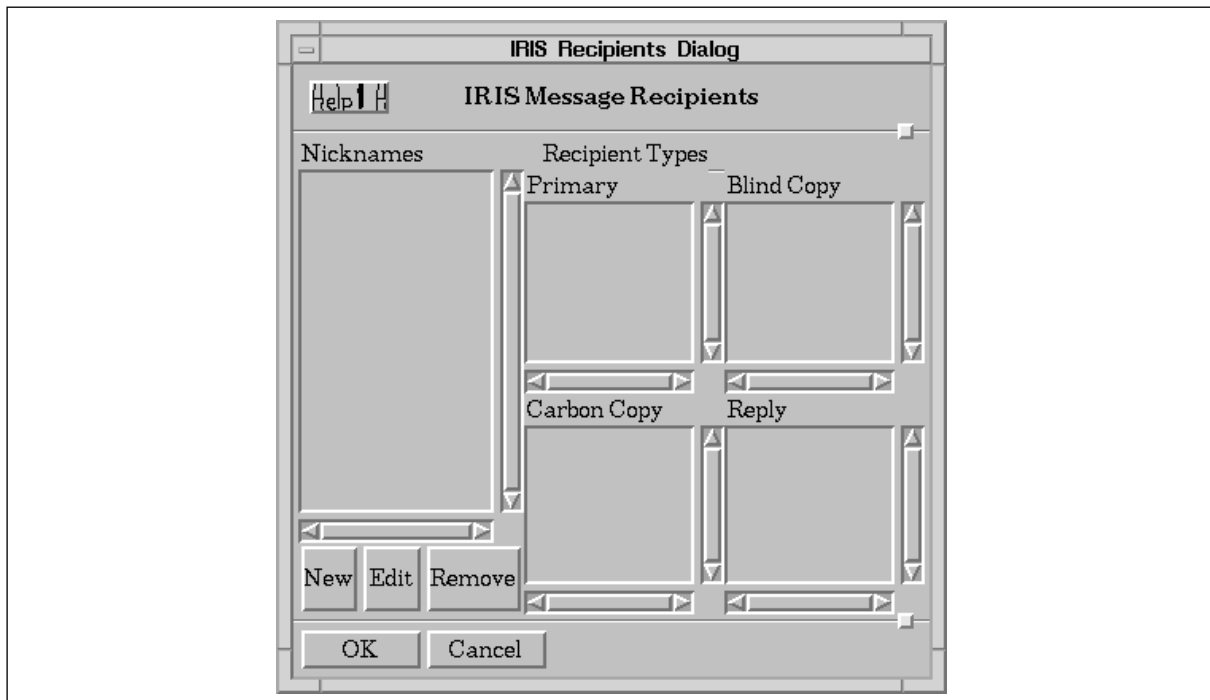 IRIS Recipients Dialog
Help1 H
IRIS Message Recipients
Nicknames
Recipient Types
Primary
Blind Copy
Carbon Copy
Reply
New
Edit
Remove
OK
Cancel